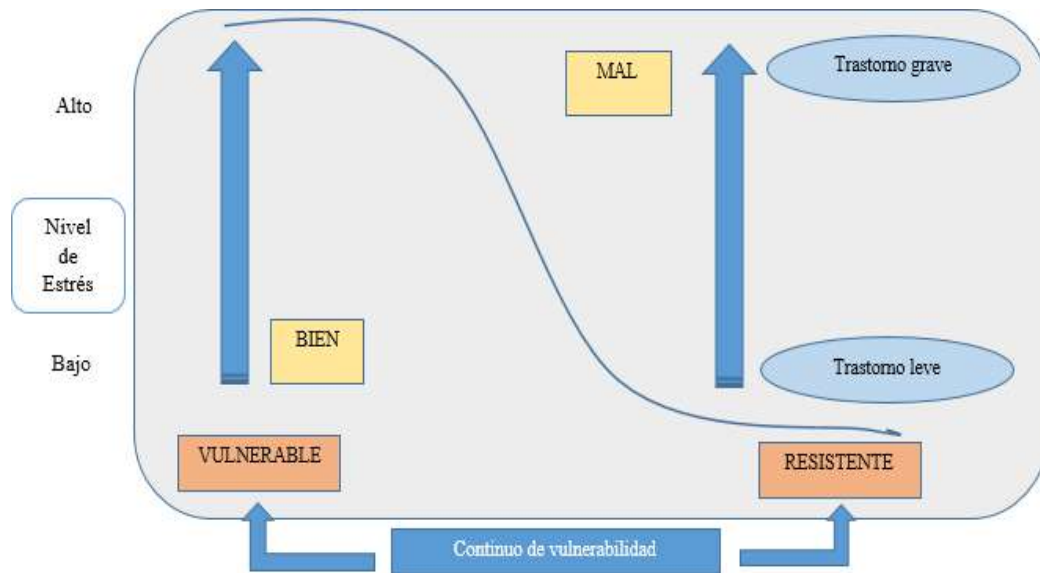 MAL
Trastorno grave
Alto
Nivel
de
Estrés
BIEN
Bajo
Trastorno leve
VULNERABLE
RESISTENTE
Continuo de vulnerabilidad